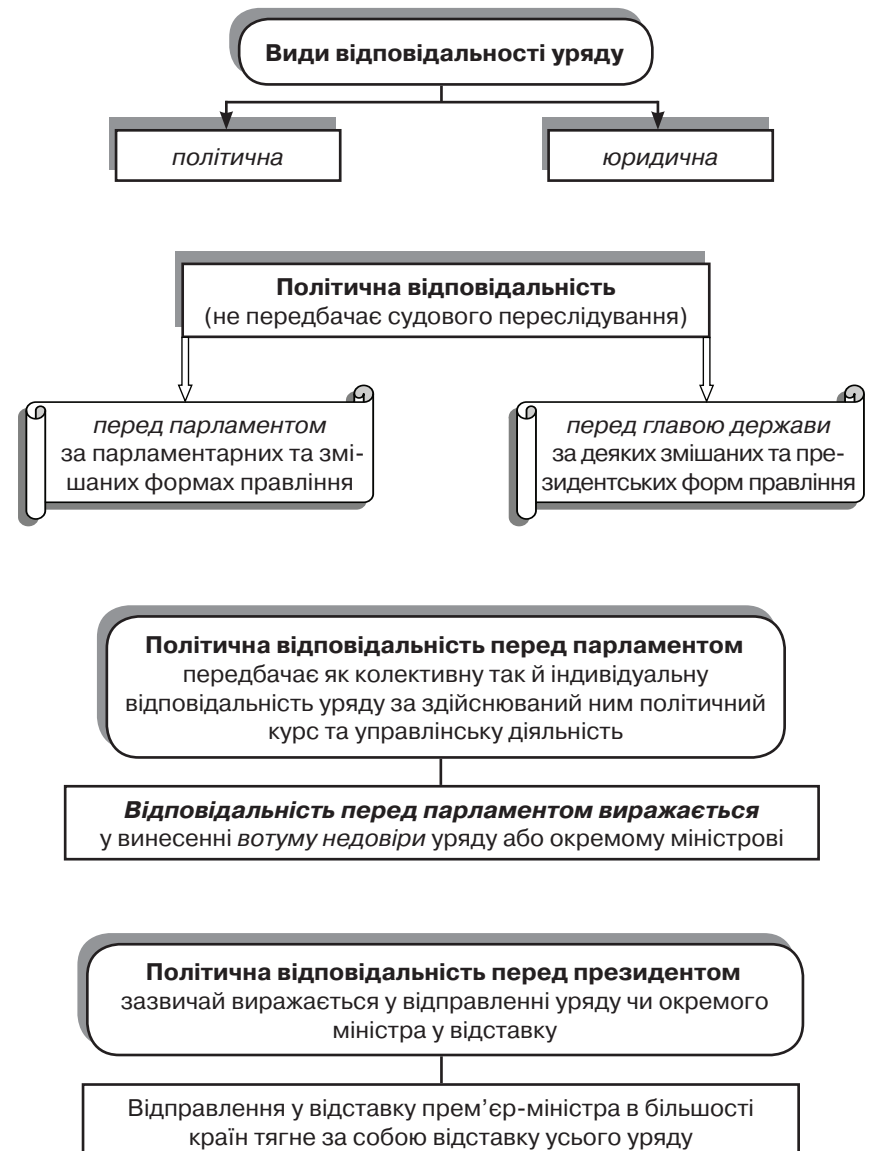 Види відповідальності уряду
політична
юридична
Політична відповідальність
(не передбачає судового переслідування)
перед парламентом
за парламентарних та змі-
шаних формах правління
перед главою держави
за деяких змішаних та пре-
зидентських форм правління
Політична відповідальність перед парламентом
передбачає як колективну так й індивідуальну
відповідальність уряду за здійснюваний ним політичний
курс та управлінську діяльність
Відповідальність перед парламентом виражається
у винесенні вотуму недовіри уряду або окремому міністрові
Політична відповідальність перед президентом
зазвичай виражається у відправленні уряду чи окремого
міністра у відставку
Відправлення у відставку прем’єр-міністра в більшості
країн тягне за собою відставку усього уряду